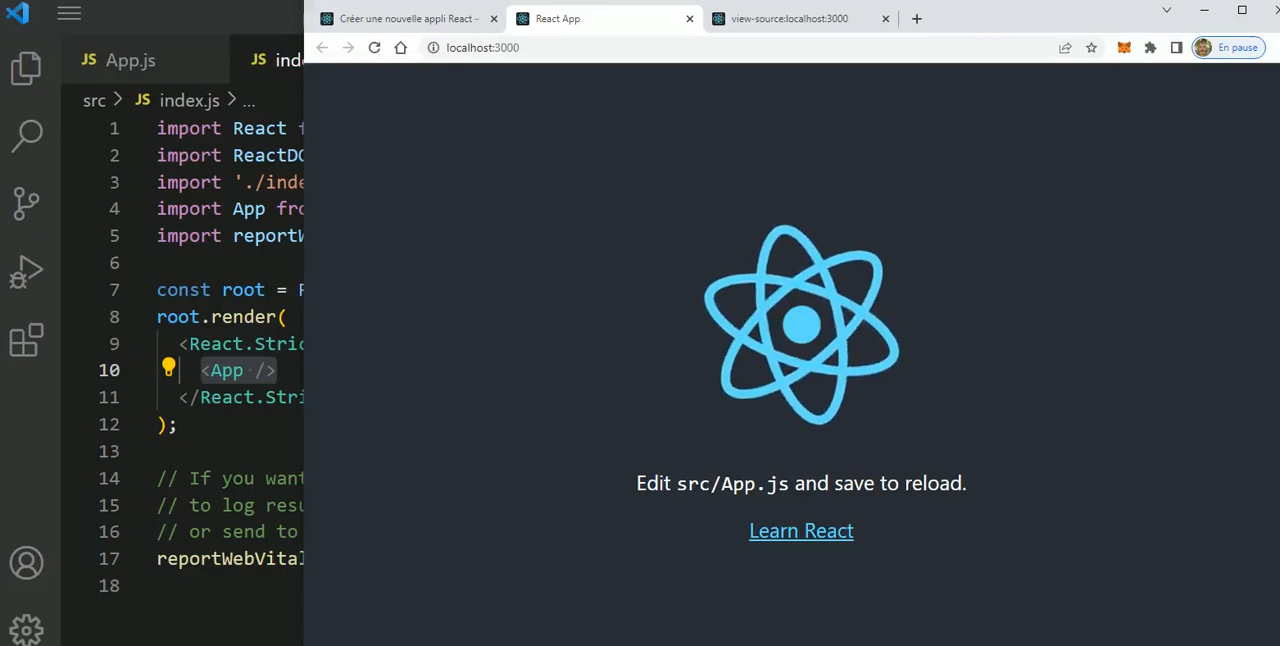 Créer une nouvelle appli React –
React App
view-source:localhost:3000
localhost:3000
En pause
JS App.js
JS
src > JS index.js > ...
1 import React
2 import ReactDO
3 import './inde
4 import App fro
5 import reportW
6
7 const root =
8 root.render(
9 <React.Stric
10 <App />
11 </React.Stri
12 );
13
14 // If you want
15 // to log resu
16 // or send to
17 reportWebVital
18
Edit src/App.js and save to reload.
Learn React